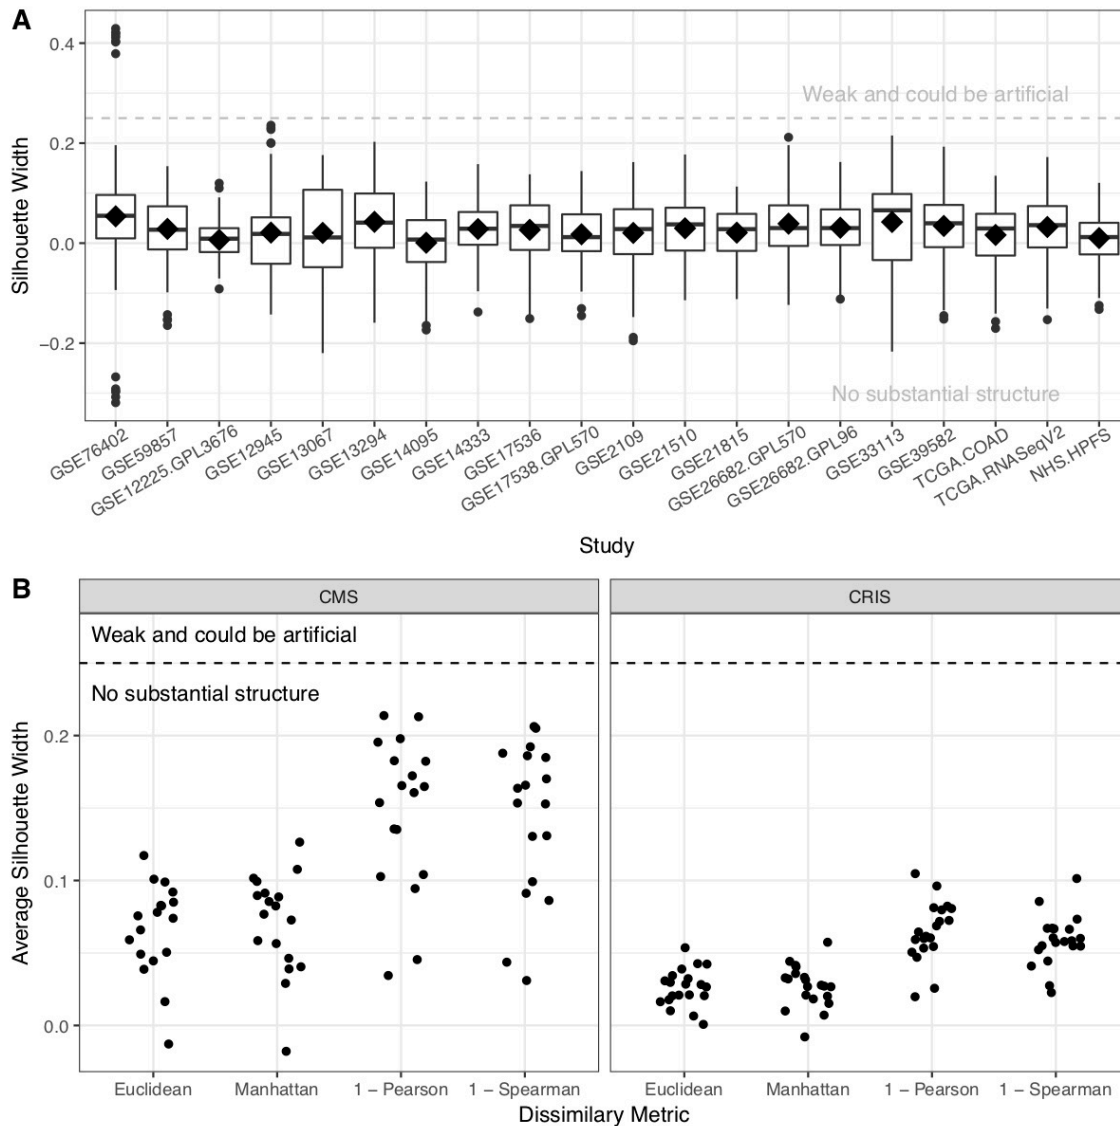 A
Silhouette Width
0.4
0.2
0.0
−0.2
Weak and could be artificial
No substantial structure
GSE76402
GSE59857
GSE12225.GPL3676
GSE12945
GSE13067
GSE13294
GSE14095
GSE14333
GSE17536
GSE17538.GPL570
GSE2109
GSE21510
GSE21815
GSE26682.GPL570
GSE26682.GPL96
GSE33113
GSE39582
TCGA.COAD
TCGA.RNASeqV2
NHS.HPFS
Study
B
CMS
CRIS
Weak and could be artificial
No substantial structure
Average Silhouette Width
0.2
0.1
0.0
Euclidean
Manhattan
1 − Pearson
1 − Spearman
Euclidean
Manhattan
1 − Pearson
1 − Spearman
Dissimilary Metric